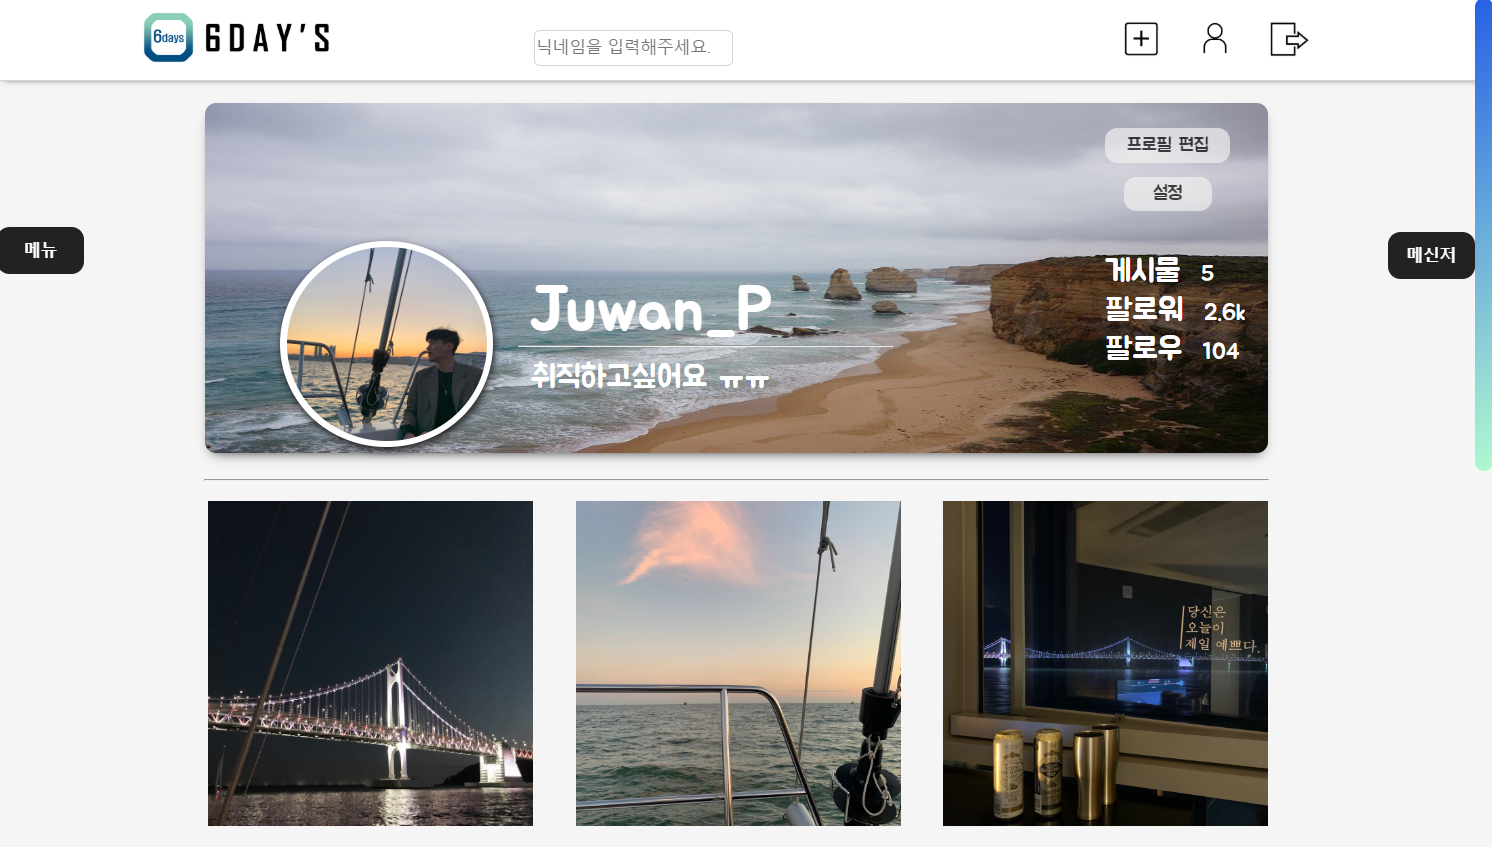 6days
6DAY'S
닉네임을 입력해주세요.
프로필 편집
설정
메뉴
메신저
게시물 5
팔로워 2.6k
팔로우 104
Juwan_P
취직하고싶어요 ㅠㅠ
당신은
오늘이
제일 예쁘다.